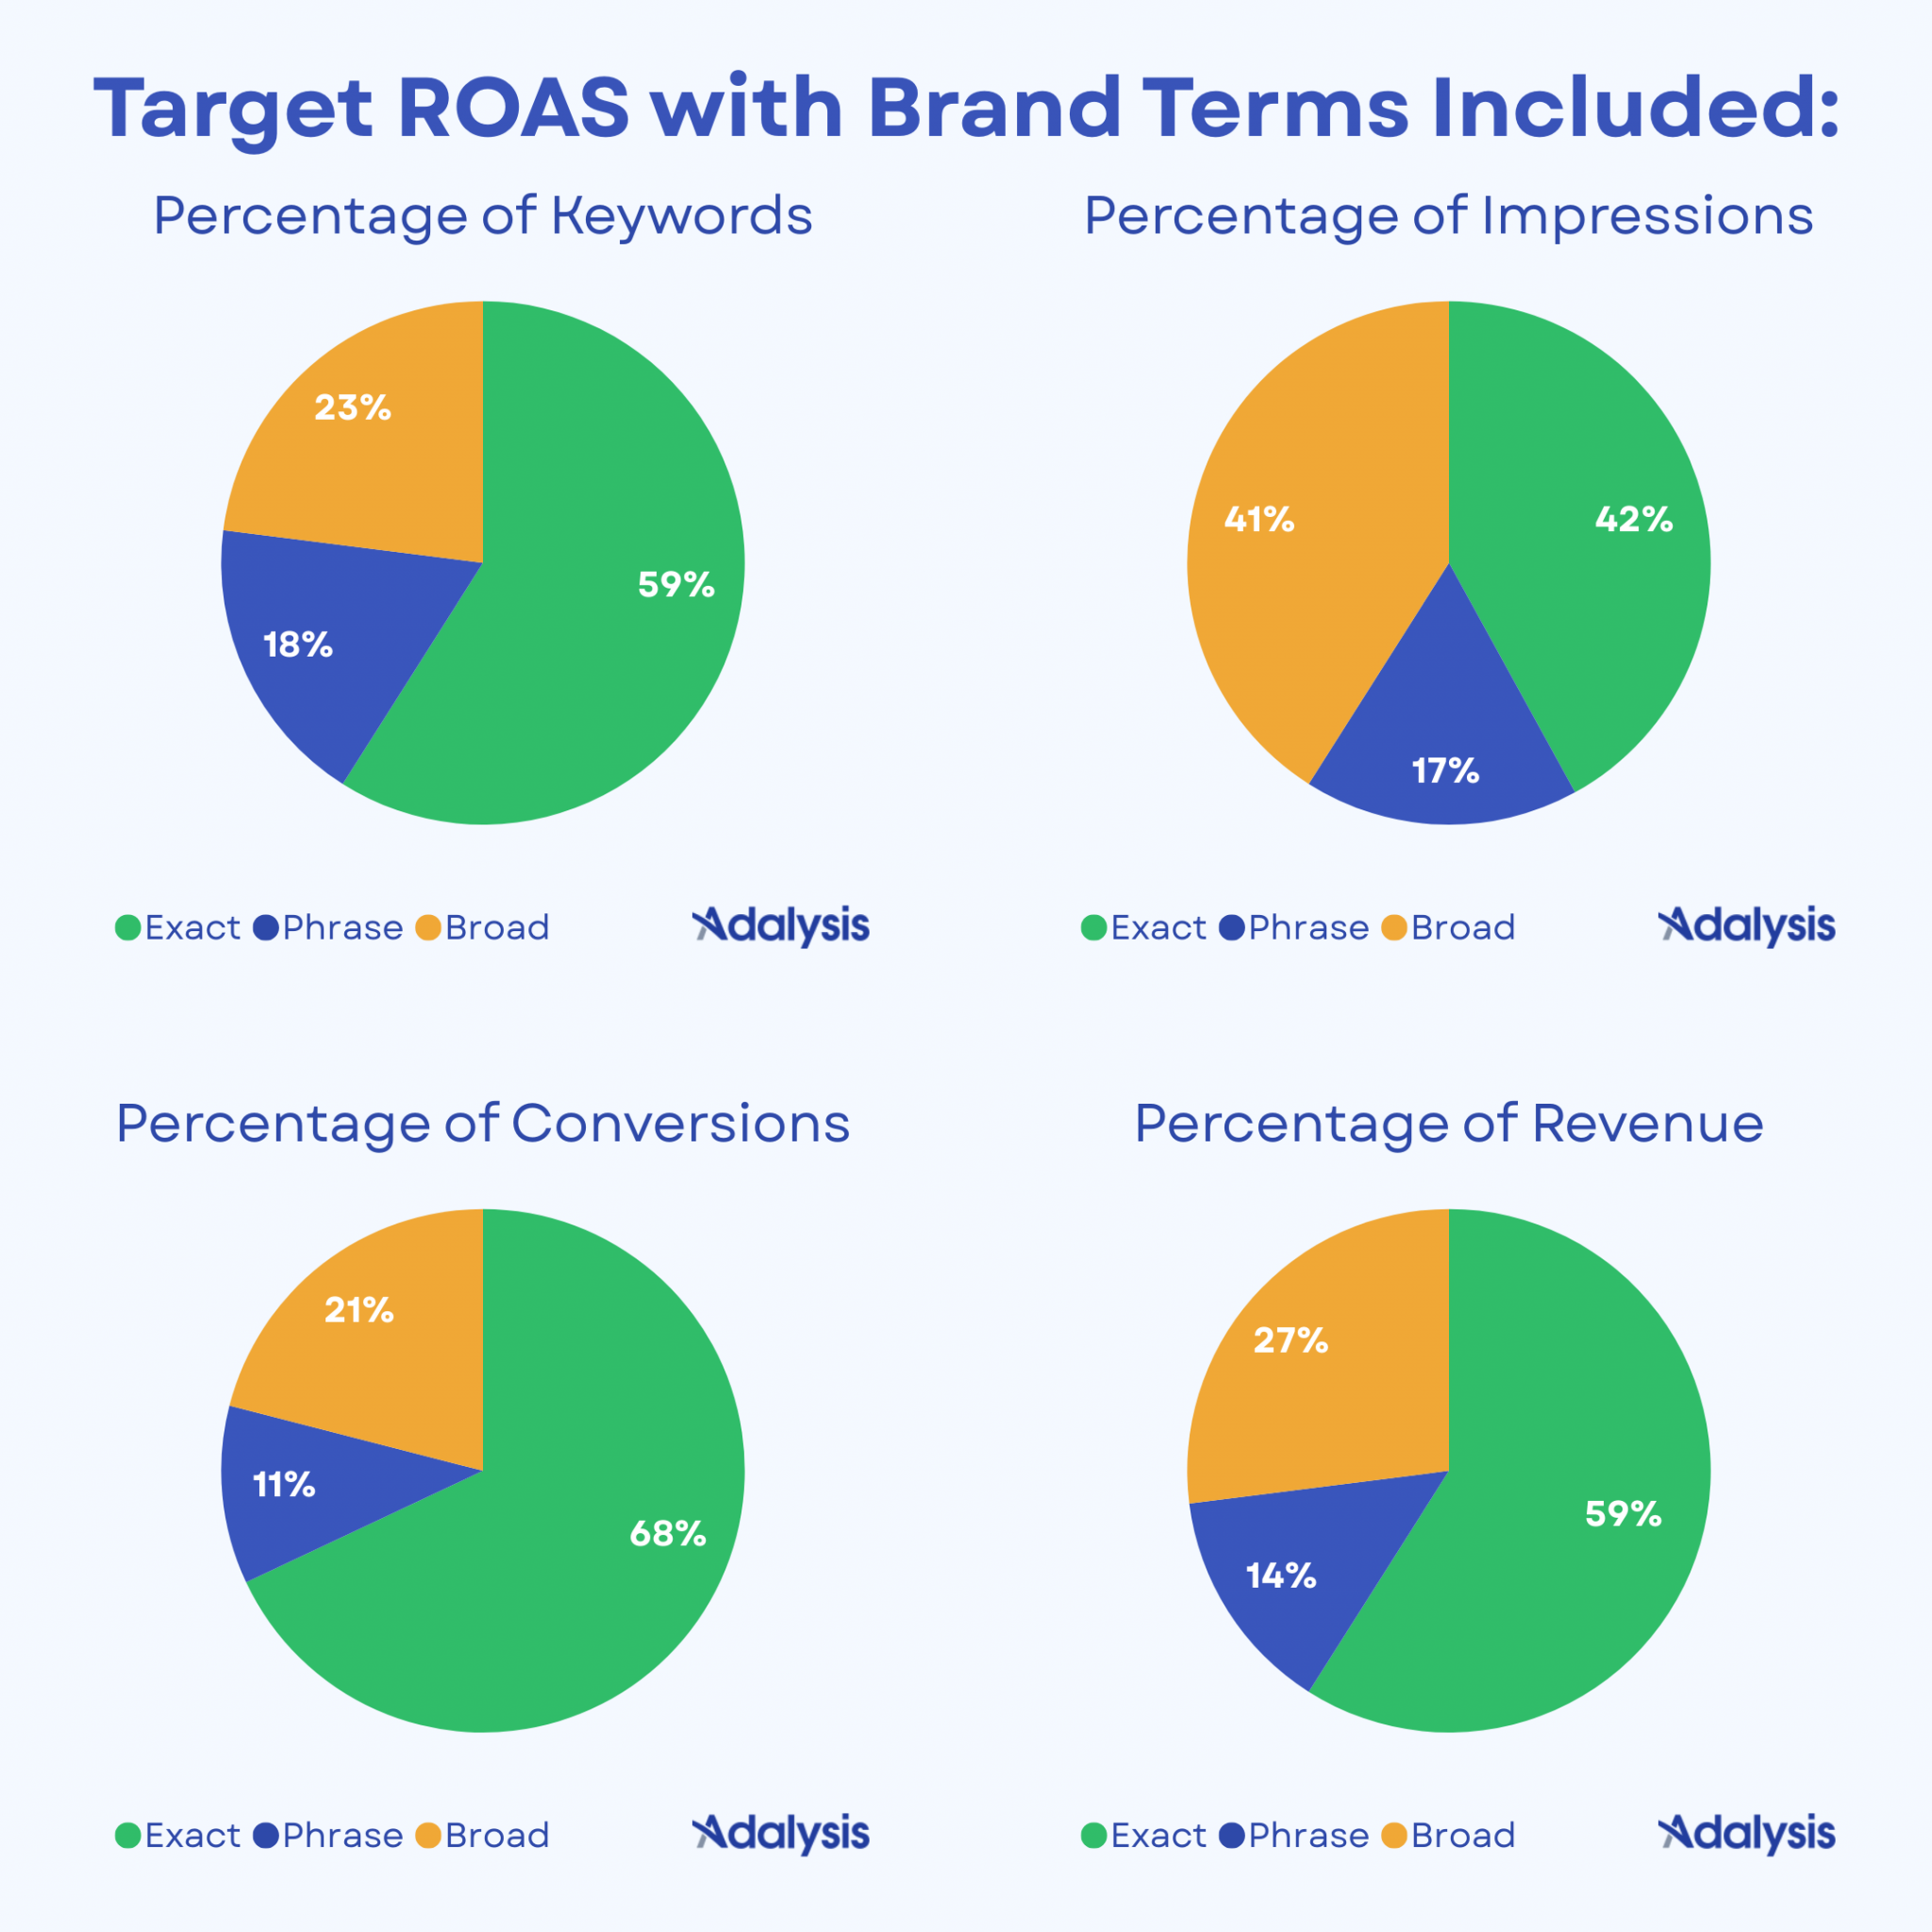 Target ROAS with Brand Terms Included:
Percentage of Keywords
23%
59%
18%
Exact Phrase Broad
Adalysis
Percentage of Impressions
41%
42%
17%
Exact Phrase Broad
Adalysis
Percentage of Conversions
21%
11%
68%
Exact Phrase Broad
Adalysis
Percentage of Revenue
27%
59%
14%
Exact Phrase Broad
Adalysis